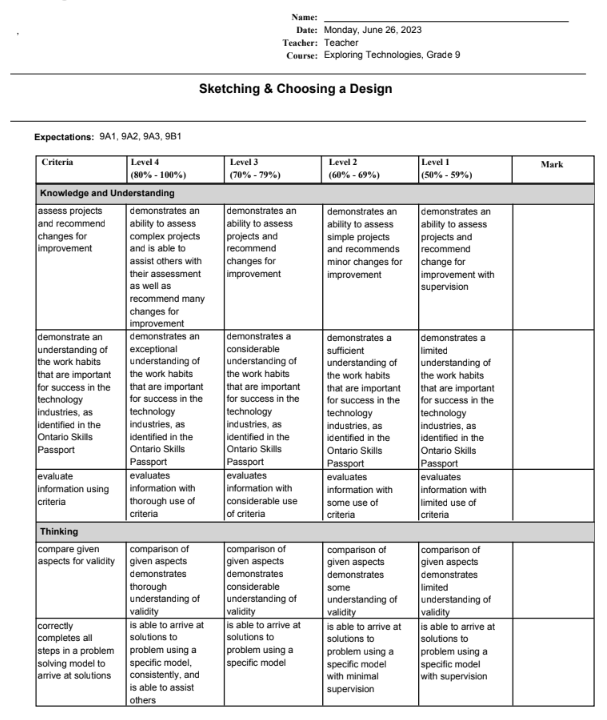 Name:
Date: Monday, June 26, 2023
Teacher: Teacher
Course: Exploring Technologies, Grade 9
Sketching & Choosing a Design
Expectations: 9A1, 9A2, 9A3, 9B1
Criteria
Level 4
(80% - 100%)
Level 3
(70% - 79%)
Level 2
(60% - 69%)
Level 1
(50% - 59%)
Mark
Knowledge and Understanding
assess projects
and recommend
changes for
improvement
demonstrates an
ability to assess
complex projects
and is able to
assist others with
their assessment
as well as
recommend many
changes for
improvement
demonstrates an
ability to assess
projects and
recommend
changes for
improvement
demonstrates an
ability to assess
simple projects
and recommends
minor changes for
improvement
demonstrates an
ability to assess
projects and
recommend
change for
improvement with
supervision
demonstrate an
understanding of
the work habits
that are important
for success in the
technology
industries, as
identified in the
Ontario Skills
Passport
demonstrates an
exceptional
understanding of
the work habits
that are important
for success in the
technology
industries, as
identified in the
Ontario Skills
Passport
demonstrates a
considerable
understanding of
the work habits
that are important
for success in the
technology
industries, as
identified in the
Ontario Skills
Passport
demonstrates a
sufficient
understanding of
the work habits
that are important
for success in the
technology
industries, as
identified in the
Ontario Skills
Passport
demonstrates a
limited
understanding of
the work habits
that are important
for success in the
technology
industries, as
identified in the
Ontario Skills
Passport
evaluate
information using
criteria
evaluates
information with
thorough use of
criteria
evaluates
information with
considerable use
of criteria
evaluates
information with
some use of
criteria
evaluates
information with
limited use of
criteria
Thinking
compare given
aspects for validity
comparison of
given aspects
demonstrates
thorough
understanding of
validity
comparison of
given aspects
demonstrates
considerable
understanding of
validity
comparison of
given aspects
demonstrates
some
understanding of
validity
comparison of
given aspects
demonstrates
limited
understanding of
validity
correctly
completes all
steps in a problem
solving model to
arrive at solutions
is able to arrive at
solutions to
problem using a
specific model,
consistently, and
is able to assist
others
is able to arrive at
solutions to
problem using a
specific model
is able to arrive at
solutions to
problem using a
specific model
with minimal
supervision
is able to arrive at
solutions to
problem using a
specific model
with supervision